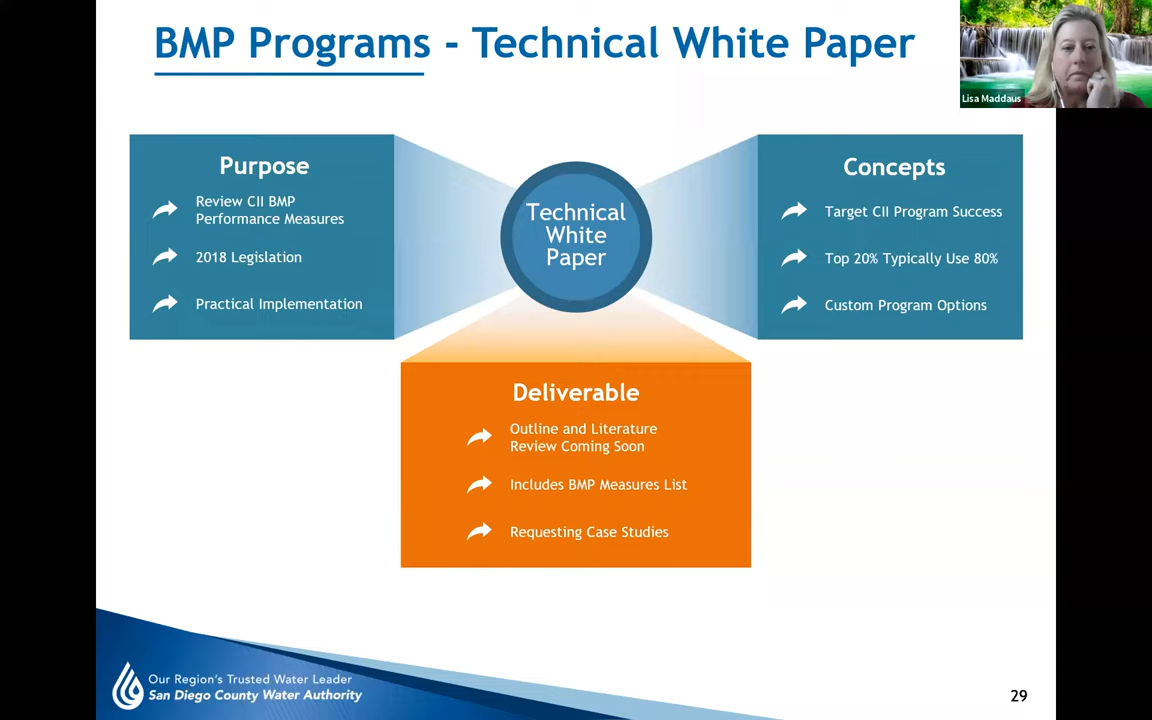 BMP Programs - Technical White Paper
Lisa Maddaus
Purpose
Review CII BMP
Performance Measures
2018 Legislation
Practical Implementation
Technical
White
Paper
Concepts
Target CII Program Success
Top 20% Typically Use 80%
Custom Program Options
Deliverable
Outline and Literature
Review Coming Soon
Includes BMP Measures List
Requesting Case Studies
Our Region's Trusted Water Leader
San Diego County Water Authority
29